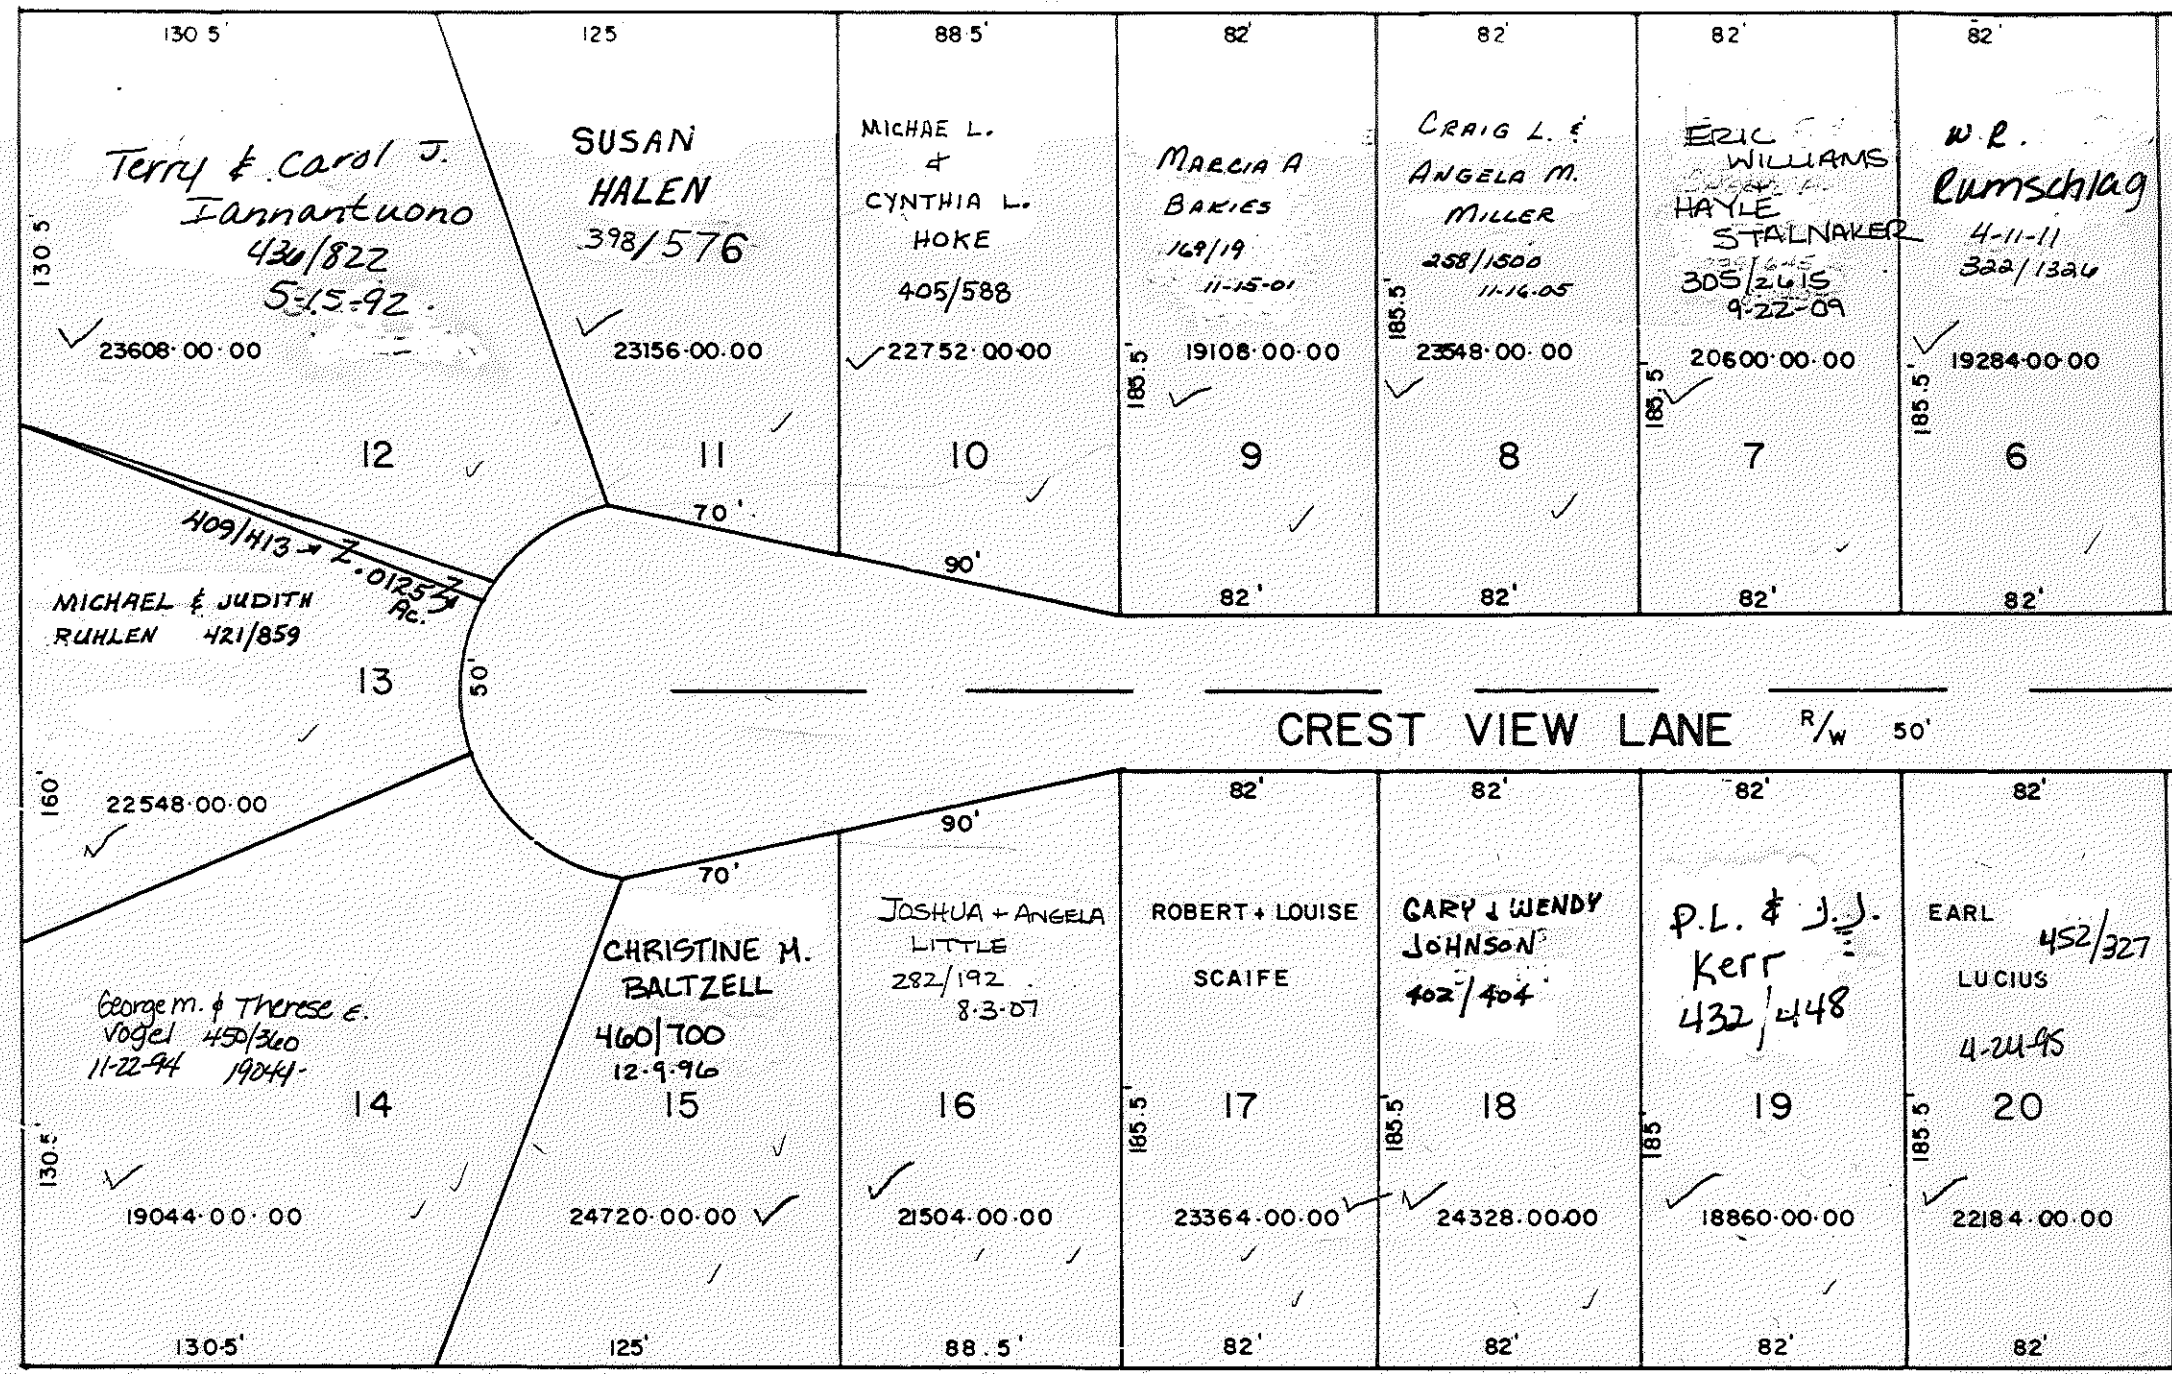 130 5'
125
88.5'
82'
82'
82'
82'
Terry & Carol J.
Iannantuono
436/822
5-15-92
130 5'
23608.00.00
12
SUSAN
HALEN
398/576
23156.00.00
11
70'
MICHAE L.
&
CYNTHIA L.
HOKE
405/588
22752.00.00
10
90'
MARCIA A
BAKIES
169/19
11-15-01
19108.00.00
185.5'
9
82'
CRAIG L. &
ANGELA M.
MILLER
258/1500
11-16-05
185.5'
23548.00.00
8
82'
ERIC
WILLIAMS
HAYLE
STALNAKER
305/2615
9-22-09
20600.00.00
185.5'
7
82'
W.R.
Rumschlag
4-11-11
322/1326
19284.00.00
185.5'
6
82'
409/413 → Z .0125 Z
Ac.
MICHAEL & JUDITH
RUHLEN 421/859
13
50'
160'
22548.00.00
CREST VIEW LANE R/W 50'
George M. & Therese E.
Vogel 450/360
11-22-94 19044-
14
130.5'
19044.00.00
130.5'
70'
CHRISTINE M.
BALTZELL
460/700
12-9-96
15
24720.00.00
125'
90'
JOSHUA + ANGELA
LITTLE
282/192
8-3-07
16
21504.00.00
88.5'
82'
ROBERT + LOUISE
SCAIFE
185.5'
17
23364.00.00
82'
82'
GARY & WENDY
JOHNSON
402/404
185.5'
18
24328.00.00
82'
82'
P.L. & J.J.
Kerr
432/448
185'
19
18860.00.00
82'
82'
EARL
452/327
LUCIUS
4-24-95
185.5'
20
22184.00.00
82'